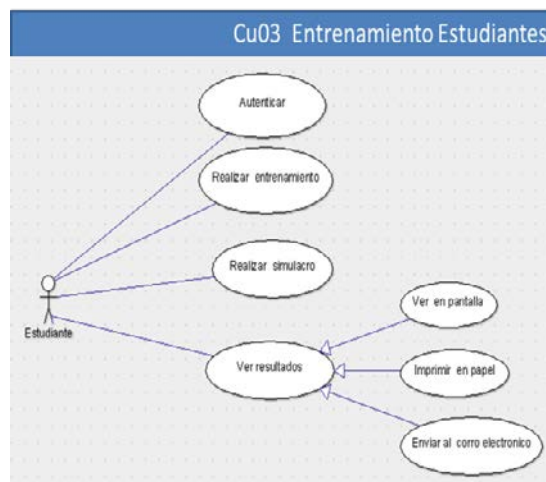 Cu03 Entrenamiento Estudiantes
Autenticar
Realizar entrenamiento
Realizar simulacro
Ver en pantalla
Estudiante
Ver resultados
Imprimir en papel
Enviar al corro electronico